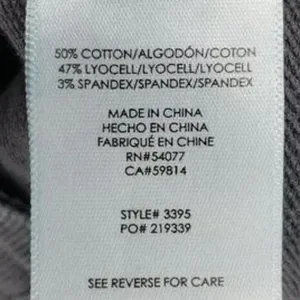 50% COTTON/ALGODÓN/COTON
47% LYOCELL/LYOCELL/LYOCELL
3% SPANDEX/SPANDEX/SPANDEX
MADE IN CHINA
HECHO EN CHINA
FABRIQUÉ EN CHINE
RN#54077
CA#59814
STYLE# 3395
PO# 219339
SEE REVERSE FOR CARE